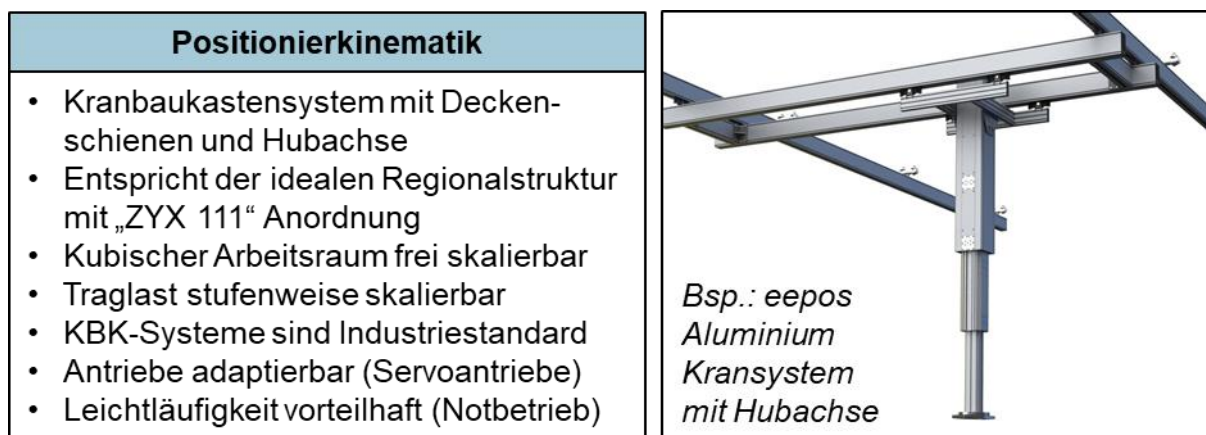 Positionierkinematik
• Kranbaukastensystem mit Decken-
schienen und Hubachse
• Entspricht der idealen Regionalstruktur
mit „ZYX 111“ Anordnung
• Kubischer Arbeitsraum frei skalierbar
• Traglast stufenweise skalierbar
• KBK-Systeme sind Industriestandard
• Antriebe adaptierbar (Servoantriebe)
• Leichtläufigkeit vorteilhaft (Notbetrieb)
Bsp.: eepos
Aluminium
Kransystem
mit Hubachse